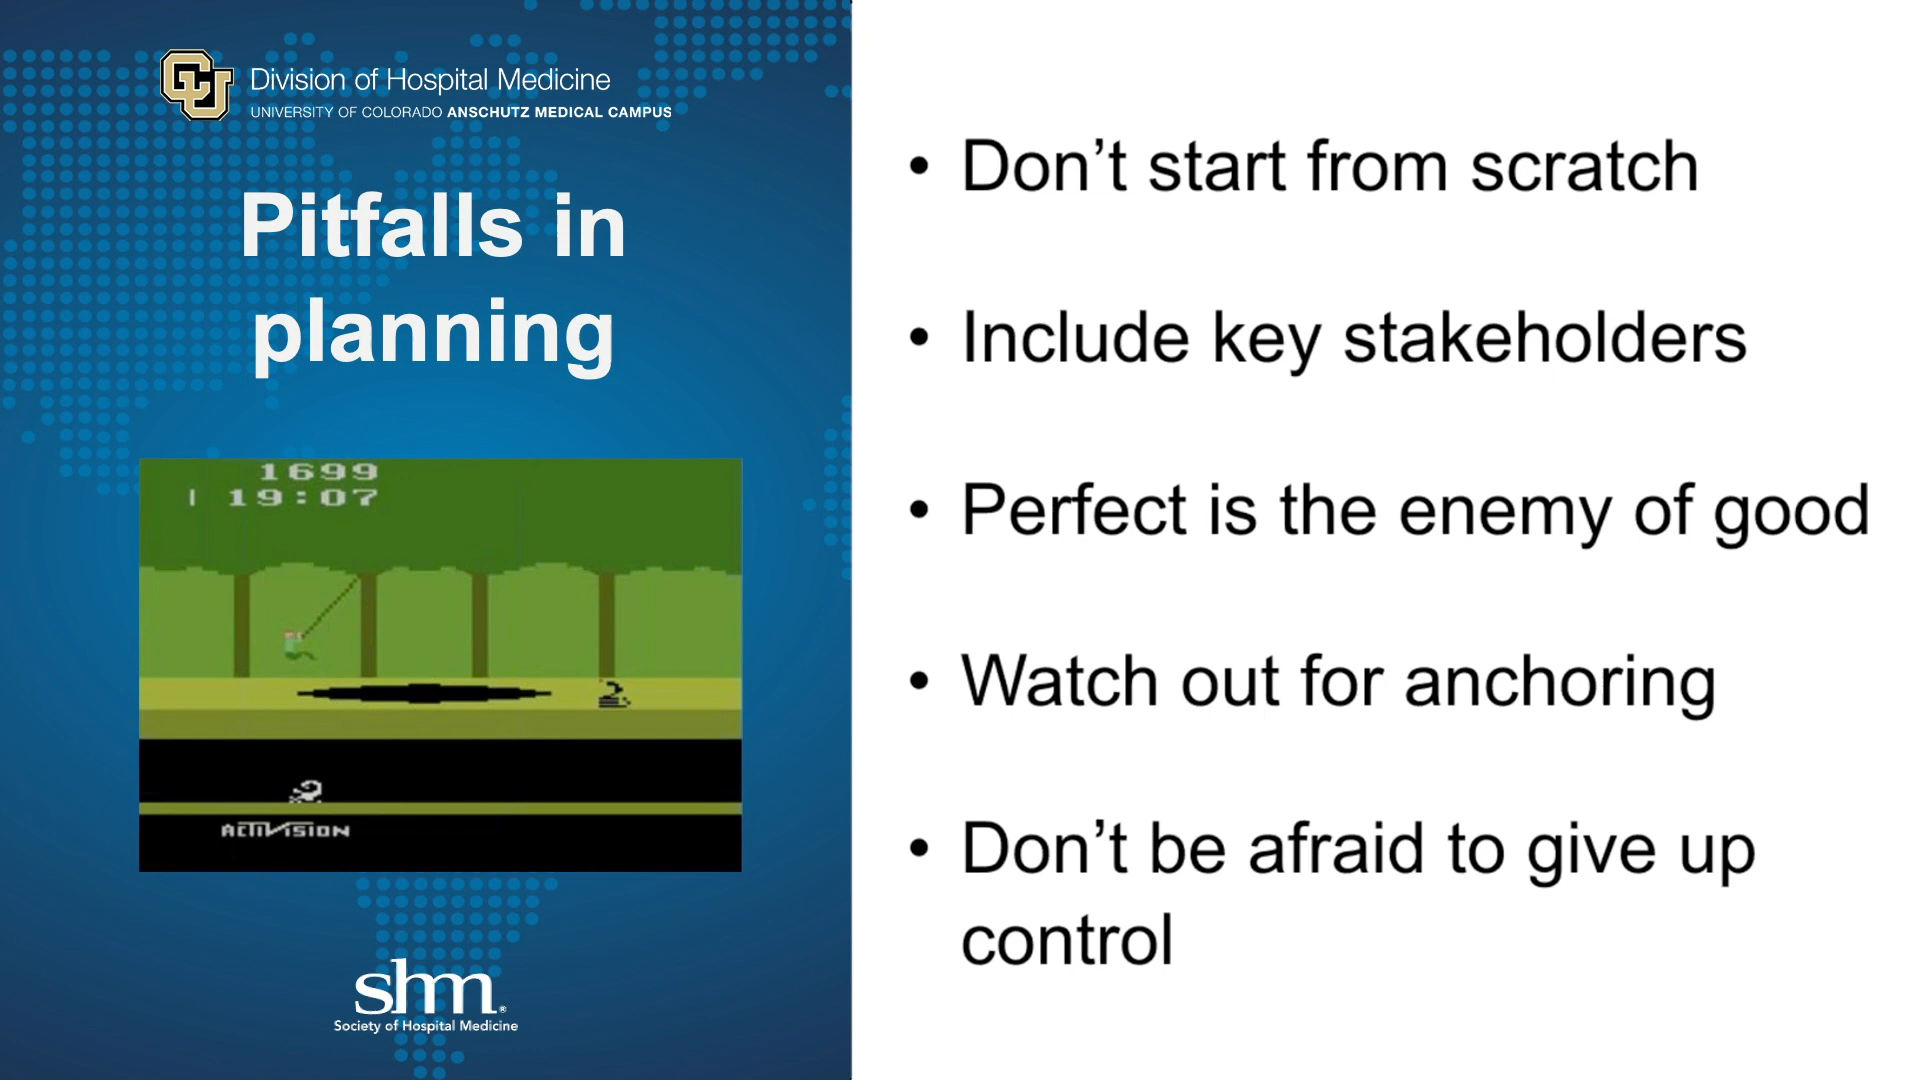 CU Division of Hospital Medicine
UNIVERSITY OF COLORADO ANSCHUTZ MEDICAL CAMPUS
Pitfalls in
planning
1699
19:07
ACTIVISION
shm®
Society of Hospital Medicine
• Don’t start from scratch
• Include key stakeholders
• Perfect is the enemy of good
• Watch out for anchoring
• Don’t be afraid to give up
control